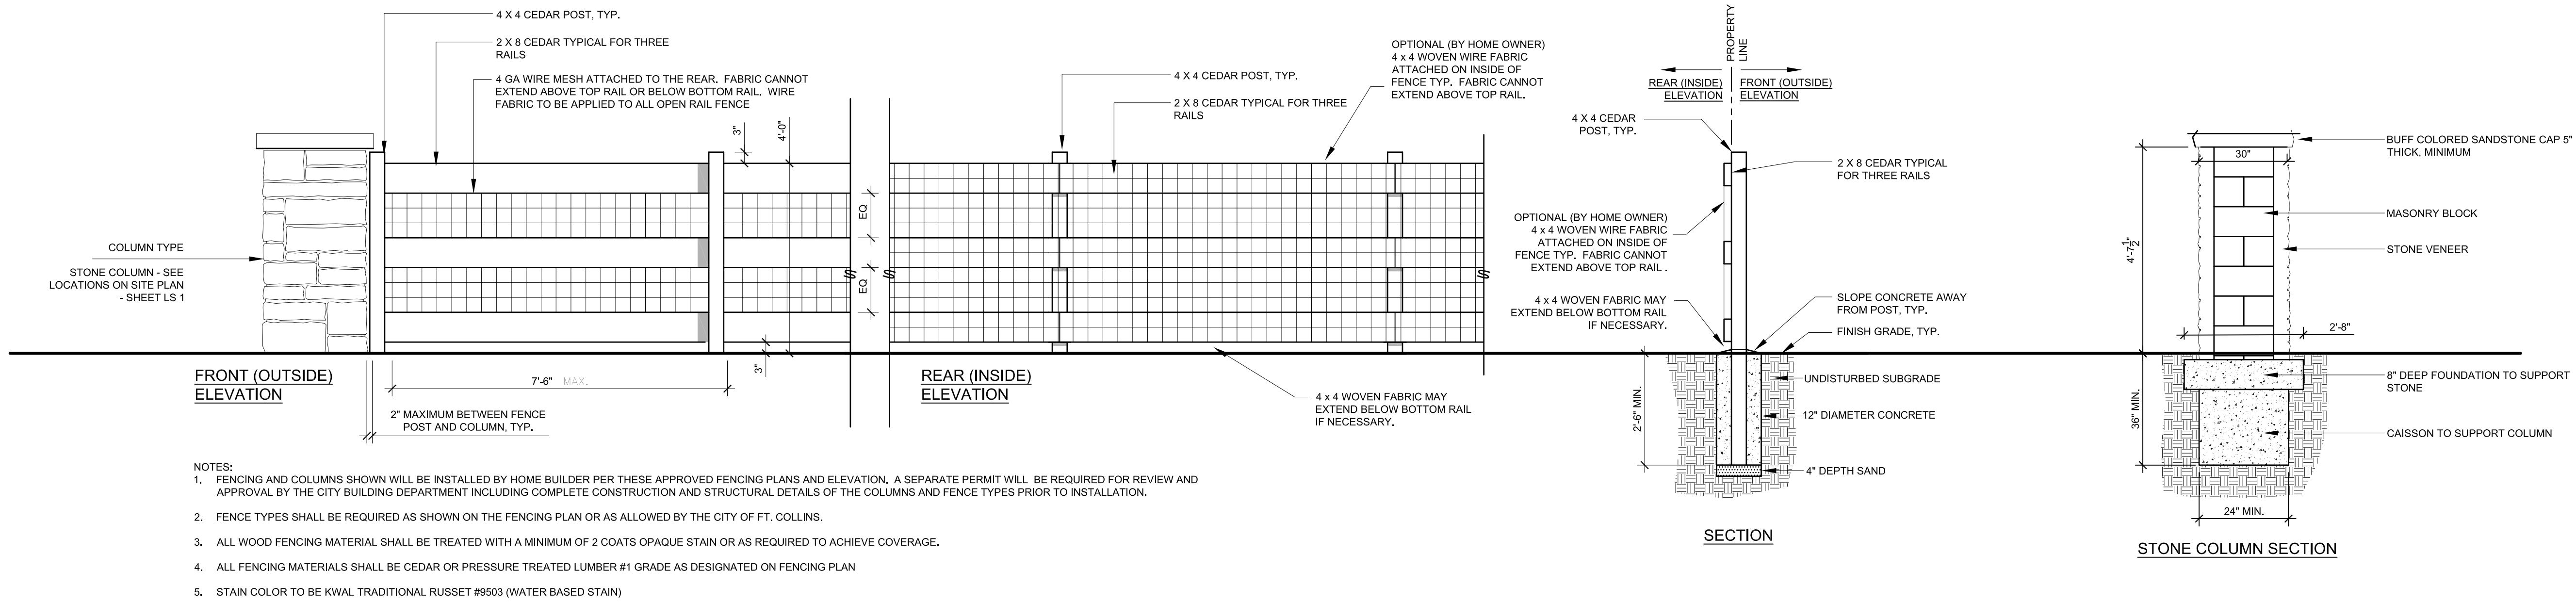 4 X 4 CEDAR POST, TYP.
2 X 8 CEDAR TYPICAL FOR THREE
RAILS
4 GA WIRE MESH ATTACHED TO THE REAR. FABRIC CANNOT
EXTEND ABOVE TOP RAIL OR BELOW BOTTOM RAIL. WIRE
FABRIC TO BE APPLIED TO ALL OPEN RAIL FENCE
3"
4'-0"
COLUMN TYPE
STONE COLUMN - SEE
LOCATIONS ON SITE PLAN
- SHEET LS 1
EQ
EQ
FRONT (OUTSIDE)
ELEVATION
7'-6" MAX.
3"
2" MAXIMUM BETWEEN FENCE
POST AND COLUMN, TYP.
4 X 4 CEDAR POST, TYP.
2 X 8 CEDAR TYPICAL FOR THREE
RAILS
OPTIONAL (BY HOME OWNER)
4 x 4 WOVEN WIRE FABRIC
ATTACHED ON INSIDE OF
FENCE TYP. FABRIC CANNOT
EXTEND ABOVE TOP RAIL.
REAR (INSIDE)
ELEVATION
4 x 4 WOVEN FABRIC MAY
EXTEND BELOW BOTTOM RAIL
IF NECESSARY.
PROPERTY
LINE
REAR (INSIDE)
ELEVATION
FRONT (OUTSIDE)
ELEVATION
4 X 4 CEDAR
POST, TYP.
2 X 8 CEDAR TYPICAL
FOR THREE RAILS
OPTIONAL (BY HOME OWNER)
4 x 4 WOVEN WIRE FABRIC
ATTACHED ON INSIDE OF
FENCE TYP. FABRIC CANNOT
EXTEND ABOVE TOP RAIL .
4 x 4 WOVEN FABRIC MAY
EXTEND BELOW BOTTOM RAIL
IF NECESSARY.
SLOPE CONCRETE AWAY
FROM POST, TYP.
FINISH GRADE, TYP.
UNDISTURBED SUBGRADE
2'-6" MIN.
12" DIAMETER CONCRETE
4" DEPTH SAND
SECTION
BUFF COLORED SANDSTONE CAP 5"
THICK, MINIMUM
30"
MASONRY BLOCK
4'-7 1/2"
STONE VENEER
2'-8"
8" DEEP FOUNDATION TO SUPPORT
STONE
36" MIN.
CAISSON TO SUPPORT COLUMN
24" MIN.
STONE COLUMN SECTION
NOTES:
1. FENCING AND COLUMNS SHOWN WILL BE INSTALLED BY HOME BUILDER PER THESE APPROVED FENCING PLANS AND ELEVATION. A SEPARATE PERMIT WILL BE REQUIRED FOR REVIEW AND
APPROVAL BY THE CITY BUILDING DEPARTMENT INCLUDING COMPLETE CONSTRUCTION AND STRUCTURAL DETAILS OF THE COLUMNS AND FENCE TYPES PRIOR TO INSTALLATION.
2. FENCE TYPES SHALL BE REQUIRED AS SHOWN ON THE FENCING PLAN OR AS ALLOWED BY THE CITY OF FT. COLLINS.
3. ALL WOOD FENCING MATERIAL SHALL BE TREATED WITH A MINIMUM OF 2 COATS OPAQUE STAIN OR AS REQUIRED TO ACHIEVE COVERAGE.
4. ALL FENCING MATERIALS SHALL BE CEDAR OR PRESSURE TREATED LUMBER #1 GRADE AS DESIGNATED ON FENCING PLAN
5. STAIN COLOR TO BE KWAL TRADITIONAL RUSSET #9503 (WATER BASED STAIN)